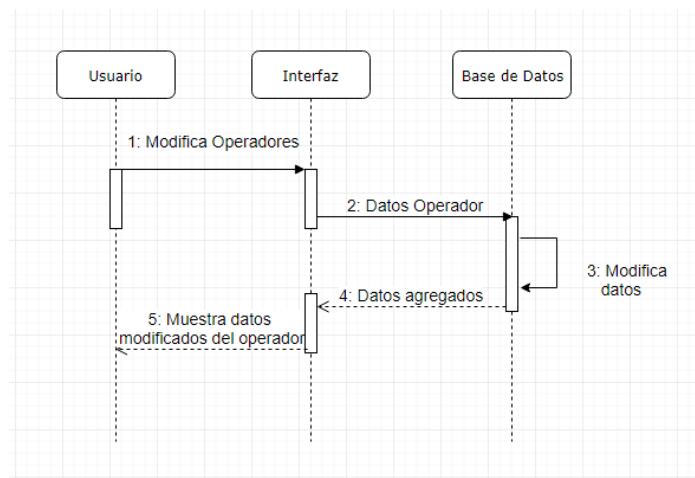 Usuario
Interfaz
Base de Datos
1: Modifica Operadores
2: Datos Operador
3: Modifica
datos
4: Datos agregados
5: Muestra datos
modificados del operador